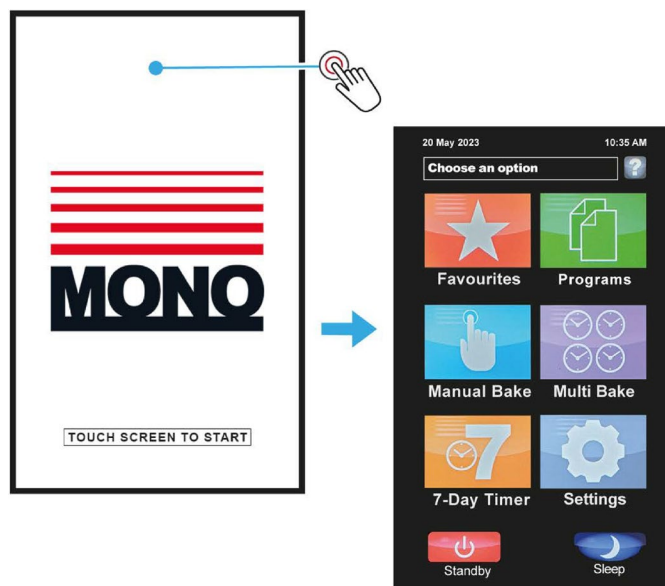 MONO
TOUCH SCREEN TO START
20 May 2023 10:35 AM
Choose an option ?
Favourites Programs
Manual Bake Multi Bake
7
7-Day Timer Settings
Standby Sleep